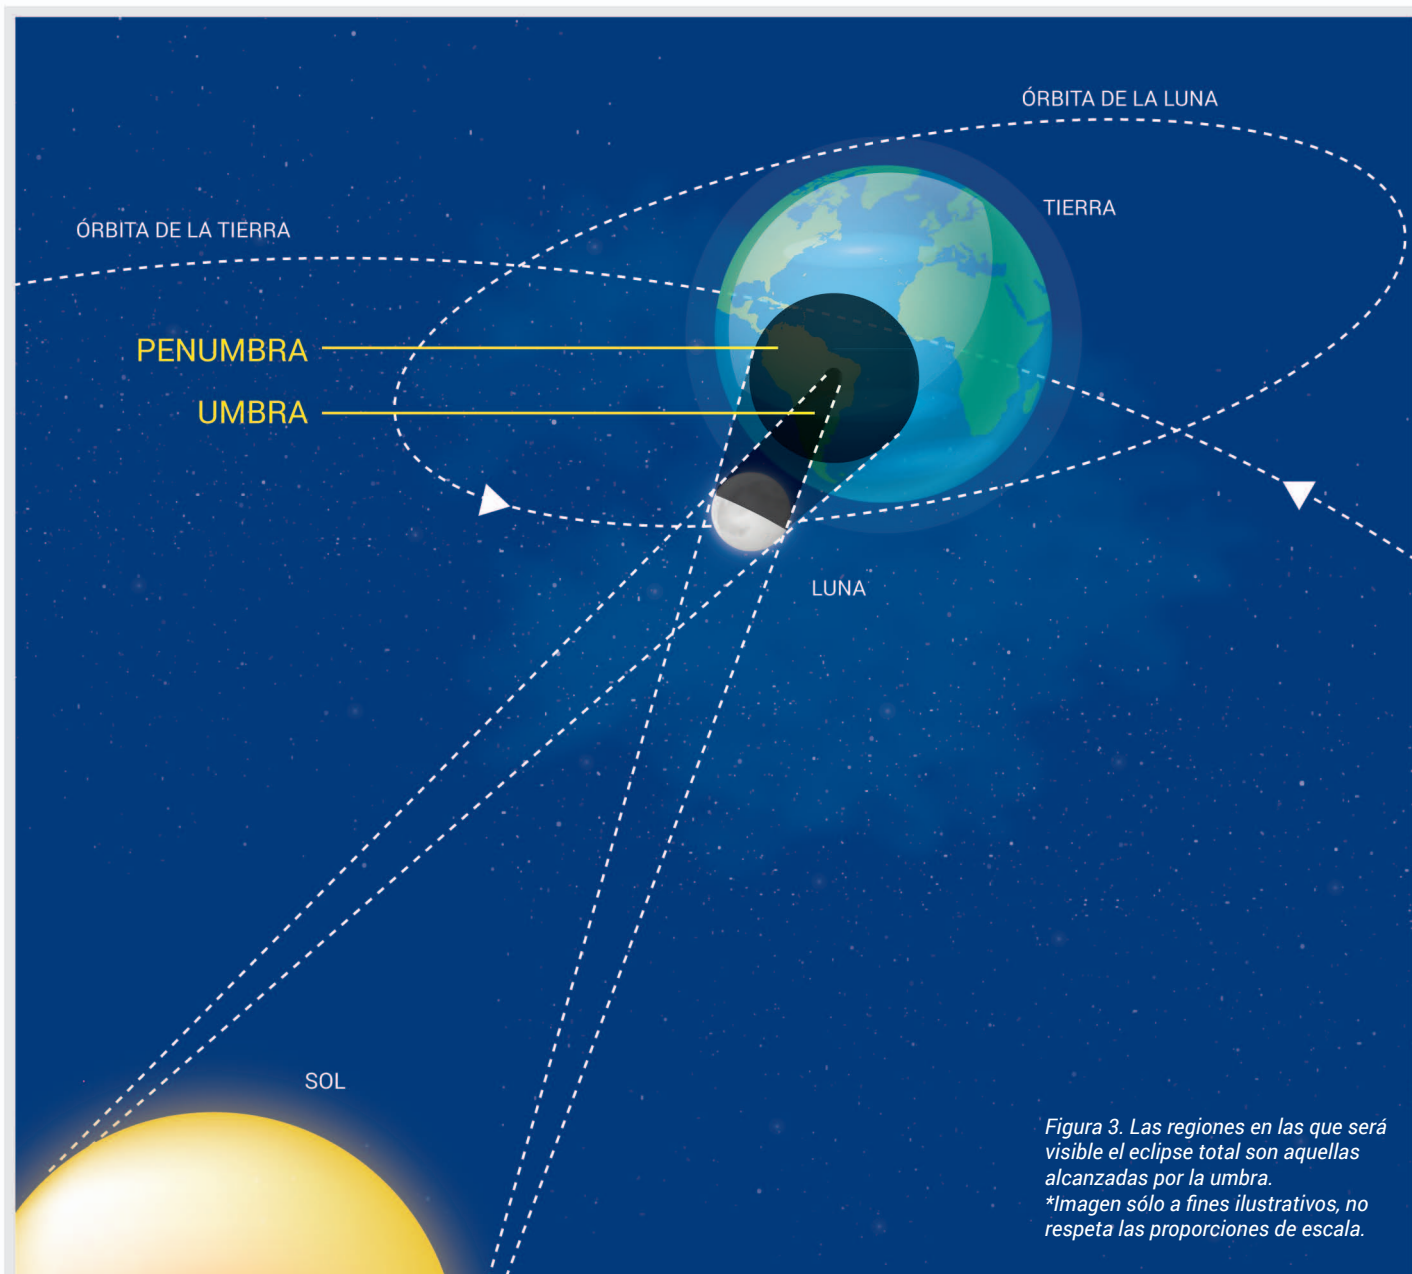 ÓRBITA DE LA LUNA
TIERRA
ÓRBITA DE LA TIERRA
PENUMBRA
UMBRA
LUNA
SOL
Figura 3. Las regiones en las que será
visible el eclipse total son aquellas
alcanzadas por la umbra.
*Imagen sólo a fines ilustrativos, no
respeta las proporciones de escala.